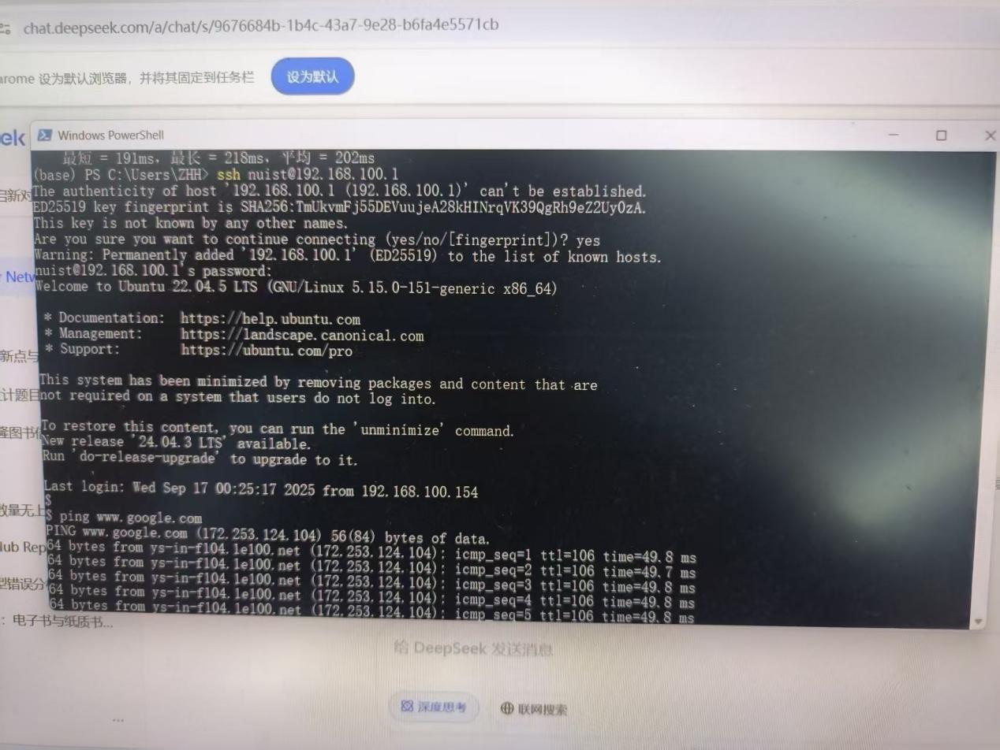 chat.deepseek.com/a/chat/s/9676684b-1b4c-43a7-9e28-b6fa4e5571cb
rome 设为默认浏览器，并将其固定到任务栏
设为默认
Windows PowerShell
最短 = 191ms，最长 = 218ms，平均 = 202ms
(base) PS C:\Users\ZHH> ssh nuist@192.168.100.1
The authenticity of host '192.168.100.1 (192.168.100.1)' can't be established.
ED25519 key fingerprint is SHA256:TmUkvmFj55DEVuujeA28kHINrqVK39QgRh9eZ2UyOzA.
This key is not known by any other names.
Are you sure you want to continue connecting (yes/no/[fingerprint])? yes
Warning: Permanently added '192.168.100.1' (ED25519) to the list of known hosts.
nuist@192.168.100.1's password:
Welcome to Ubuntu 22.04.5 LTS (GNU/Linux 5.15.0-151-generic x86_64)
* Documentation: https://help.ubuntu.com
* Management: https://landscape.canonical.com
* Support: https://ubuntu.com/pro
This system has been minimized by removing packages and content that are
not required on a system that users do not log into.
To restore this content, you can run the 'unminimize' command.
New release '24.04.3 LTS' available.
Run 'do-release-upgrade' to upgrade to it.
Last login: Wed Sep 17 00:25:17 2025 from 192.168.100.154
$
$ ping www.google.com
PING www.google.com (172.253.124.104) 56(84) bytes of data.
64 bytes from ys-in-f104.1e100.net (172.253.124.104): icmp_seq=1 ttl=106 time=49.8 ms
64 bytes from ys-in-f104.1e100.net (172.253.124.104): icmp_seq=2 ttl=106 time=49.7 ms
64 bytes from ys-in-f104.1e100.net (172.253.124.104): icmp_seq=3 ttl=106 time=49.8 ms
64 bytes from ys-in-f104.1e100.net (172.253.124.104): icmp_seq=4 ttl=106 time=49.8 ms
64 bytes from ys-in-f104.1e100.net (172.253.124.104): icmp_seq=5 ttl=106 time=49.8 ms
eek
启新对
Netw
新点与
计题目
隆图书
数量无上
Hub Rep
型错误分
：电子书与纸质书...
给 DeepSeek 发送消息
深度思考
联网搜索
...